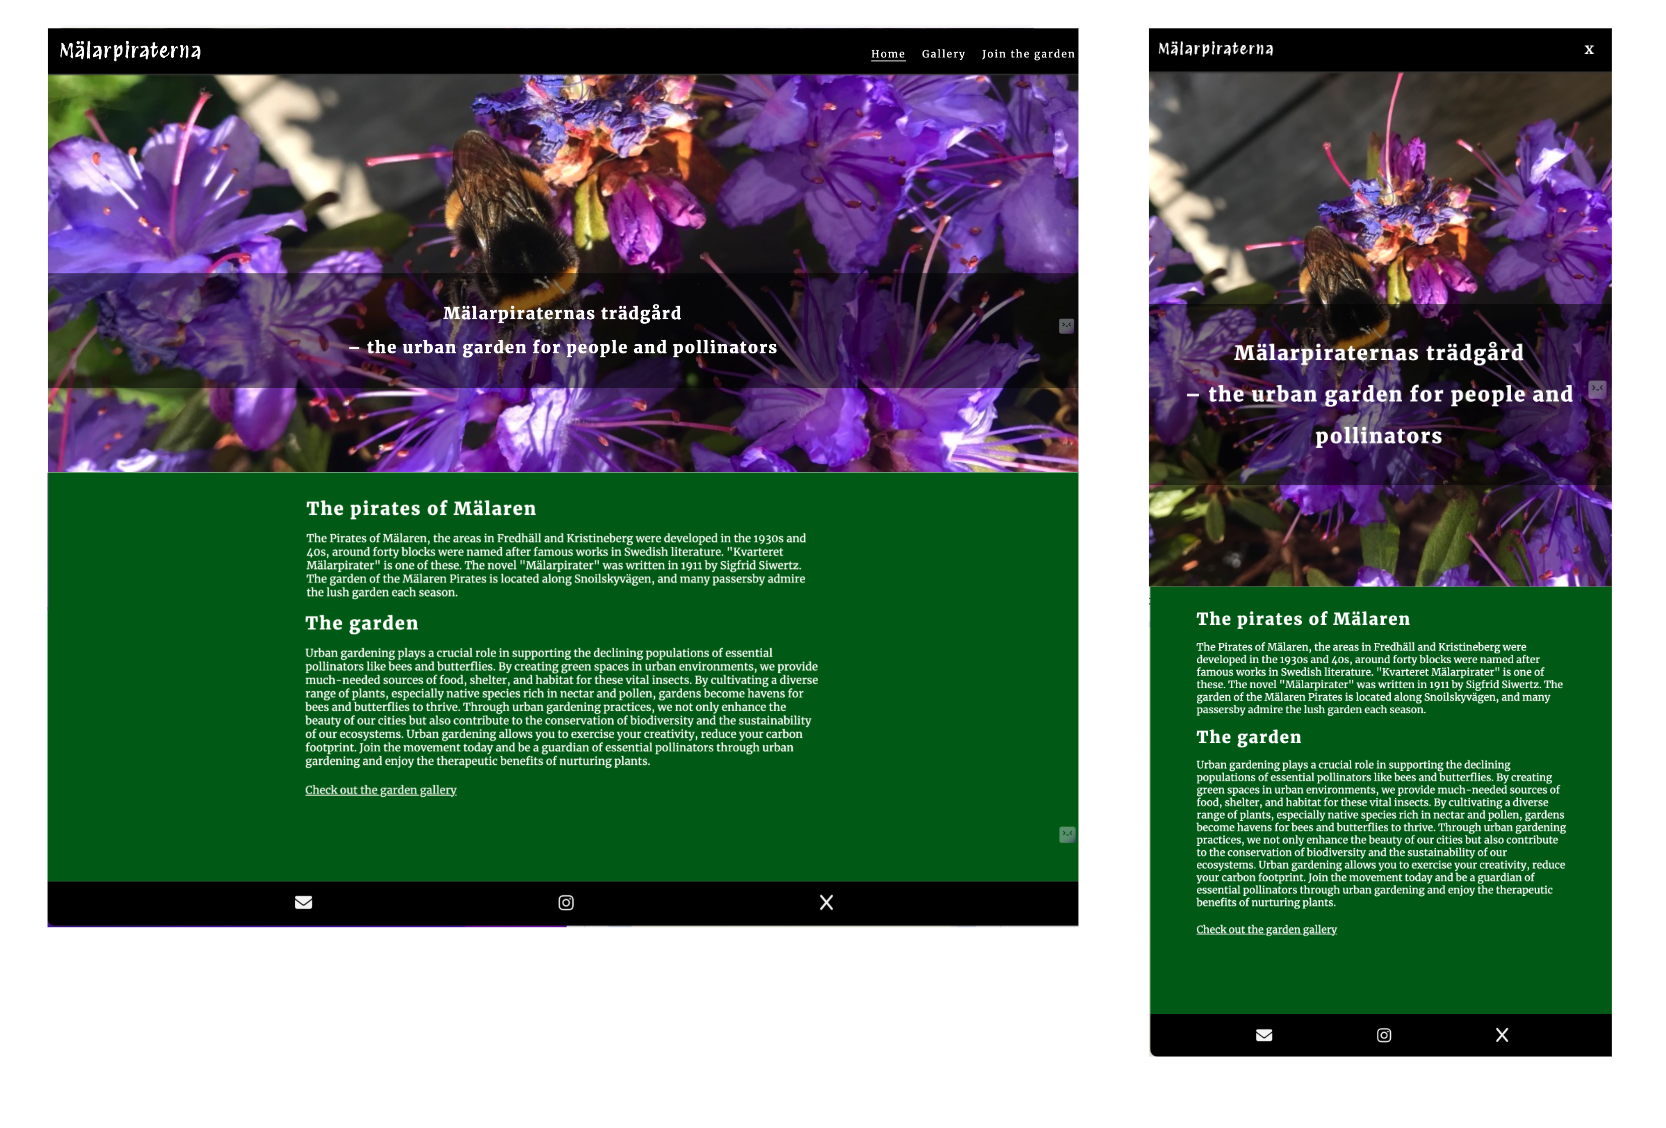 Mälarpiraterna
Home Gallery Join the garden
Mälarpiraternas trädgård
– the urban garden for people and pollinators
The pirates of Mälaren
The Pirates of Mälaren, the areas in Fredhäll and Kristineberg were developed in the 1930s and
40s, around forty blocks were named after famous works in Swedish literature. "Kvarteret
Mälarpirater" is one of these. The novel "Mälarpirater" was written in 1911 by Sigfrid Siwertz.
The garden of the Mälaren Pirates is located along Snoilskyvägen, and many passersby admire
the lush garden each season.
The garden
Urban gardening plays a crucial role in supporting the declining populations of essential
pollinators like bees and butterflies. By creating green spaces in urban environments, we provide
much-needed sources of food, shelter, and habitat for these vital insects. By cultivating a diverse
range of plants, especially native species rich in nectar and pollen, gardens become havens for
bees and butterflies to thrive. Through urban gardening practices, we not only enhance the
beauty of our cities but also contribute to the conservation of biodiversity and the sustainability
of our ecosystems. Urban gardening allows you to exercise your creativity, reduce your carbon
footprint. Join the movement today and be a guardian of essential pollinators through urban
gardening and enjoy the therapeutic benefits of nurturing plants.
Check out the garden gallery
Mälarpiraterna
x
Mälarpiraternas trädgård
– the urban garden for people and
pollinators
The pirates of Mälaren
The Pirates of Mälaren, the areas in Fredhäll and Kristineberg were
developed in the 1930s and 40s, around forty blocks were named after
famous works in Swedish literature. "Kvarteret Mälarpirater" is one of
these. The novel "Mälarpirater" was written in 1911 by Sigfrid Siwertz. The
garden of the Mälaren Pirates is located along Snoilskyvägen, and many
passersby admire the lush garden each season.
The garden
Urban gardening plays a crucial role in supporting the declining
populations of essential pollinators like bees and butterflies. By creating
green spaces in urban environments, we provide much-needed sources of
food, shelter, and habitat for these vital insects. By cultivating a diverse
range of plants, especially native species rich in nectar and pollen, gardens
become havens for bees and butterflies to thrive. Through urban gardening
practices, we not only enhance the beauty of our cities but also contribute
to the conservation of biodiversity and the sustainability of our
ecosystems. Urban gardening allows you to exercise your creativity, reduce
your carbon footprint. Join the movement today and be a guardian of
essential pollinators through urban gardening and enjoy the therapeutic
benefits of nurturing plants.
Check out the garden gallery